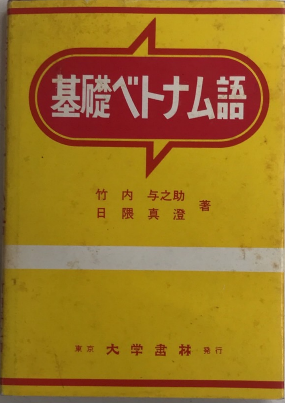 基礎ベトナム語
竹内 与之助
日隈 真澄 著
東京 大学書林 発行